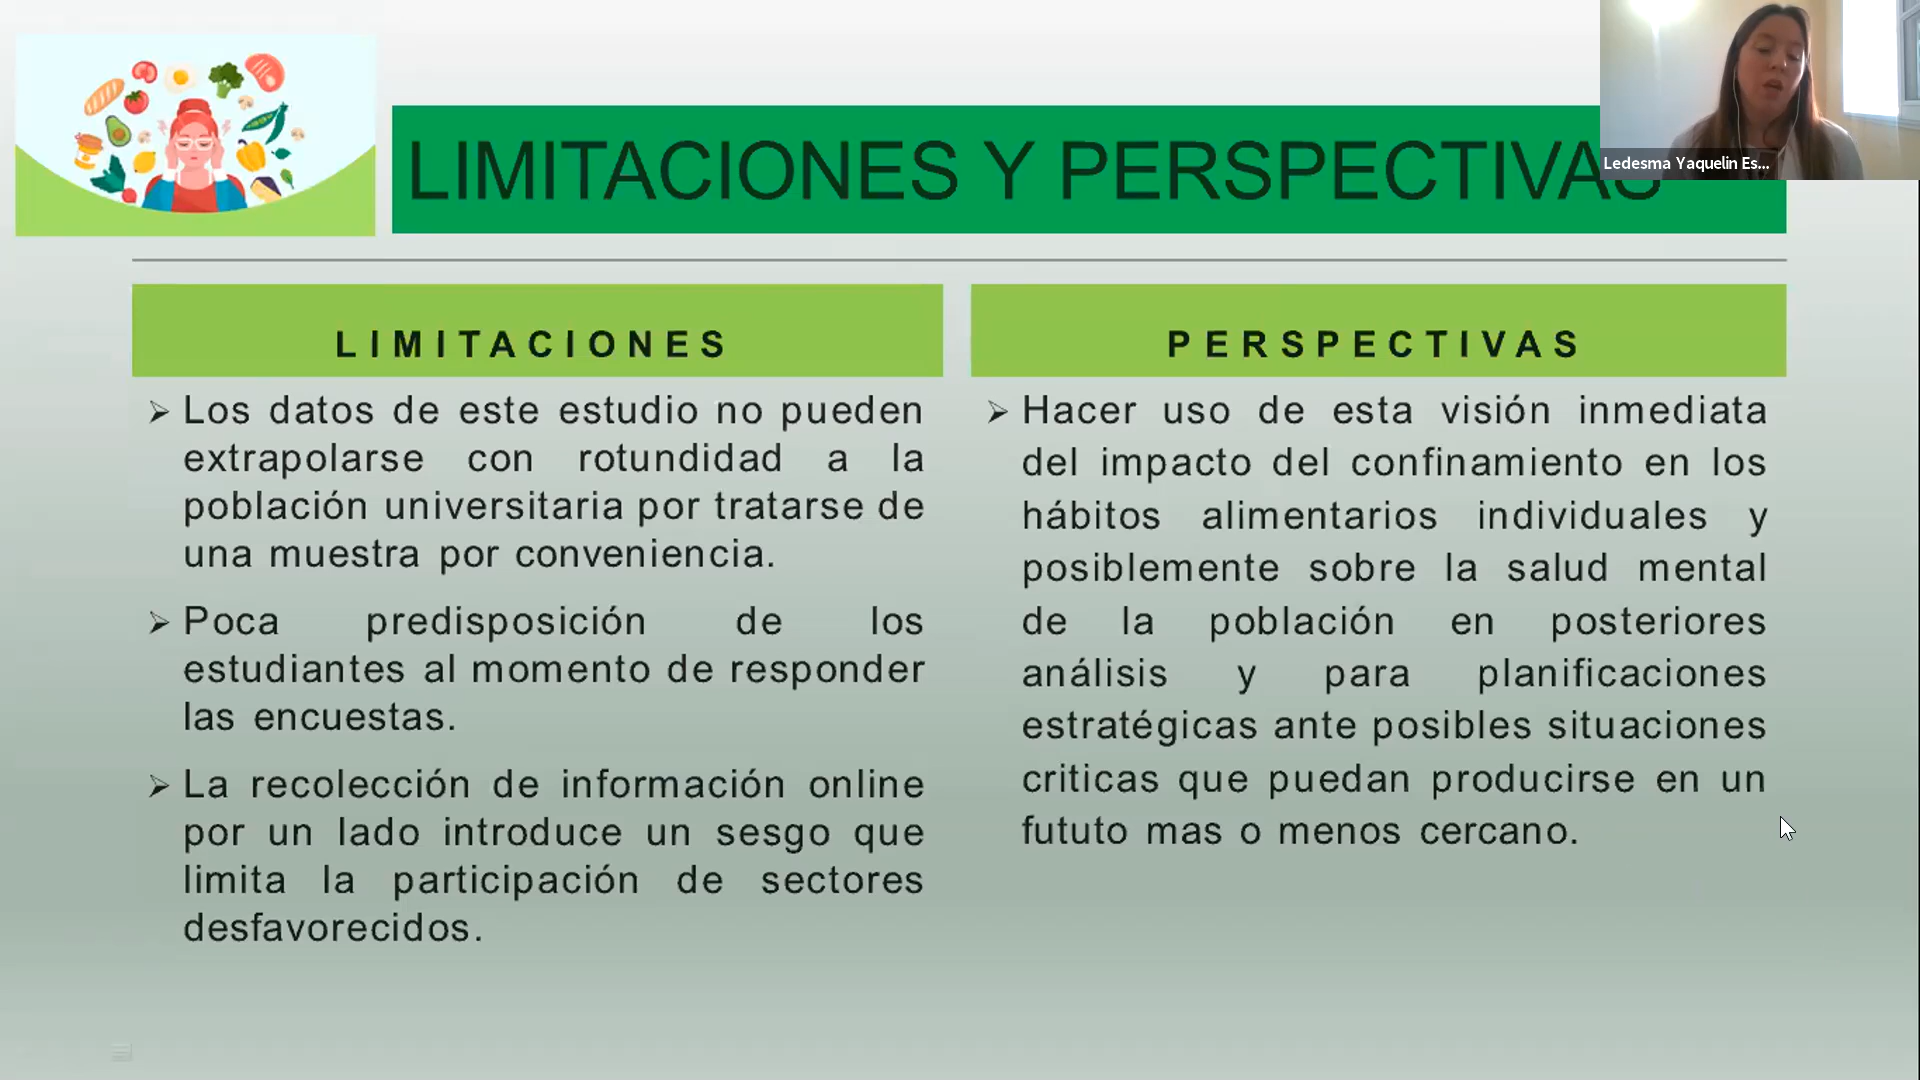 LIMITACIONES Y PERSPECTIVAS
Ledesma Yaquelin Es...
LIMITACIONES
Los datos de este estudio no pueden
extrapolarse con rotundidad a la
población universitaria por tratarse de
una muestra por conveniencia.
Poca predisposición de los
estudiantes al momento de responder
las encuestas.
La recolección de información online
por un lado introduce un sesgo que
limita la participación de sectores
desfavorecidos.
PERSPECTIVAS
Hacer uso de esta visión inmediata
del impacto del confinamiento en los
hábitos alimentarios individuales y
posiblemente sobre la salud mental
de la población en posteriores
análisis y para planificaciones
estratégicas ante posibles situaciones
criticas que puedan producirse en un
fututo mas o menos cercano.